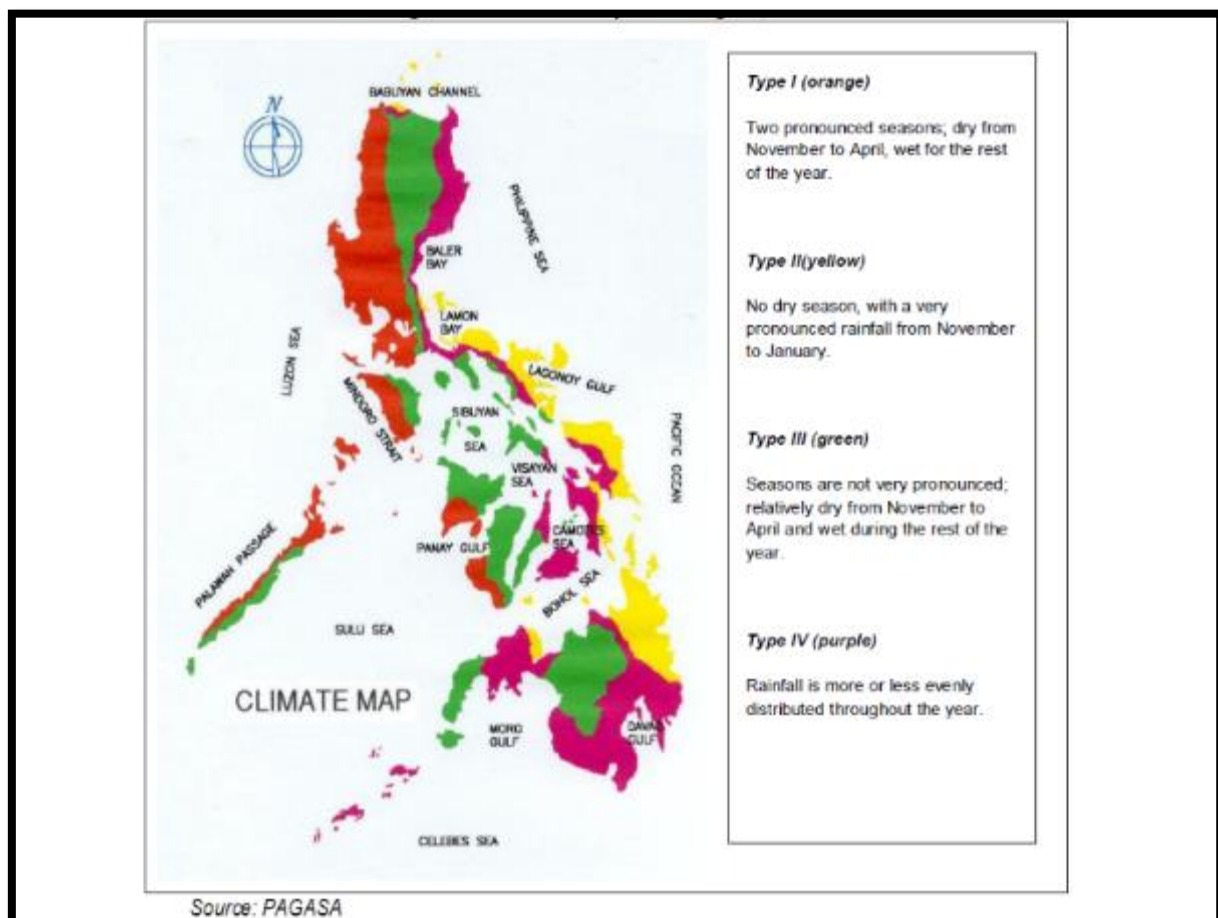 BABUYAN CHANNEL
N
PHILIPPINE SEA
BALER
BAY
LAMON
BAY
LUZON SEA
LAGONOY GULF
MINDORO STRAIT
SIBUYAN
SEA
PACIFIC OCEAN
VISAYAN
SEA
CAMOTES
SEA
PANAY GULF
PALAWAN PASSAGE
BOHOL SEA
SULU SEA
CLIMATE MAP
MORO
GULF
DAVAO
GULF
CELEBES SEA
Type I (orange)
Two pronounced seasons; dry from
November to April, wet for the rest
of the year.
Type II(yellow)
No dry season, with a very
pronounced rainfall from November
to January.
Type III (green)
Seasons are not very pronounced;
relatively dry from November to
April and wet during the rest of the
year.
Type IV (purple)
Rainfall is more or less evenly
distributed throughout the year.
Source: PAGASA